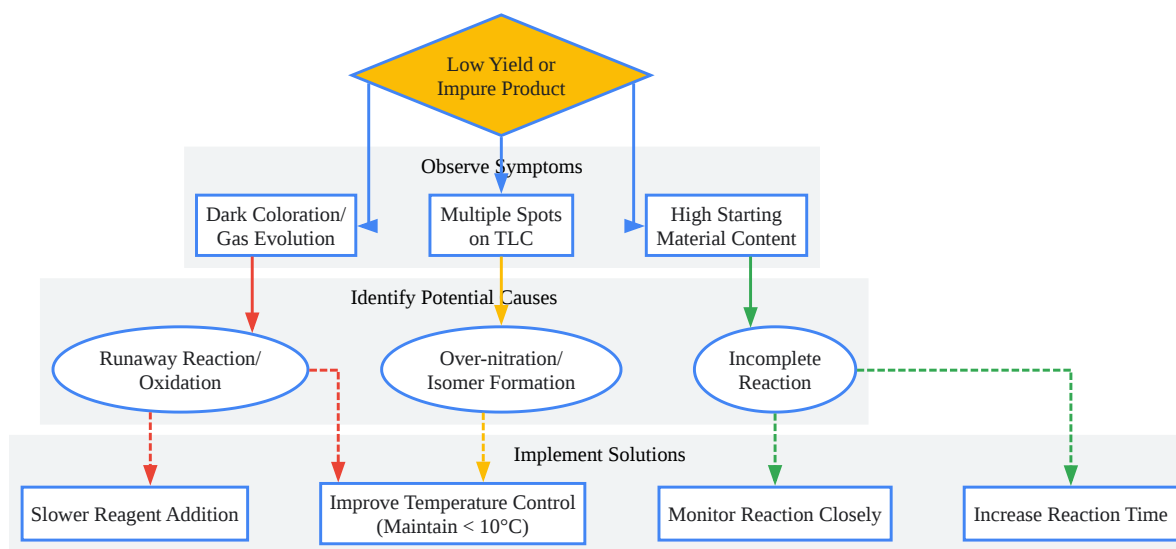 Low Yield or
Impure Product
Observe Symptoms
Dark Coloration/
Gas Evolution
Multiple Spots
on TLC
High Starting
Material Content
Identify Potential Causes
Runaway Reaction/
Oxidation
Over-nitration/
Isomer Formation
Incomplete
Reaction
Implement Solutions
Slower Reagent Addition
Improve Temperature Control
(Maintain < 10°C)
Monitor Reaction Closely
Increase Reaction Time